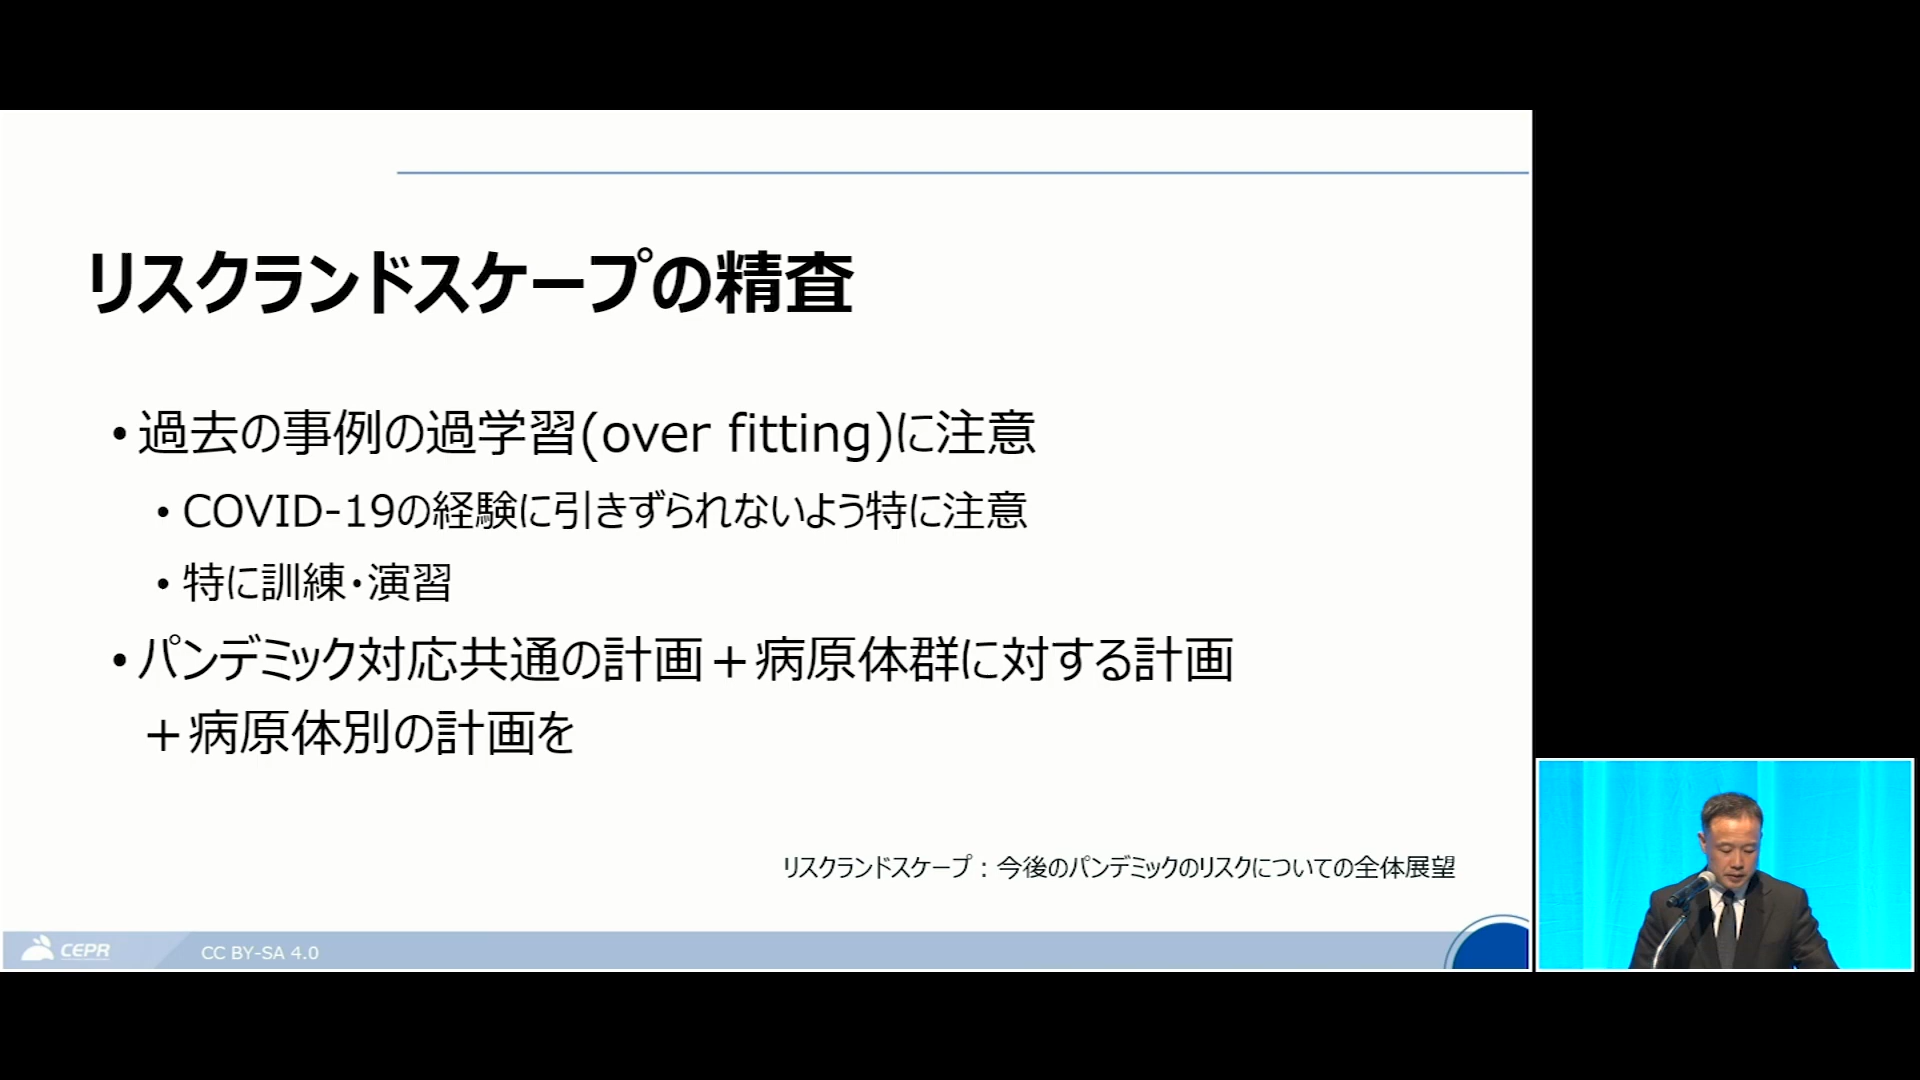 リスクランドスケープの精査
・過去の事例の過学習(over fitting)に注意
・COVID-19の経験に引きずられないよう特に注意
・特に訓練・演習
・パンデミック対応共通の計画＋病原体群に対する計画
＋病原体別の計画を
リスクランドスケープ：今後のパンデミックのリスクについての全体展望
CEPR
CC BY-SA 4.0